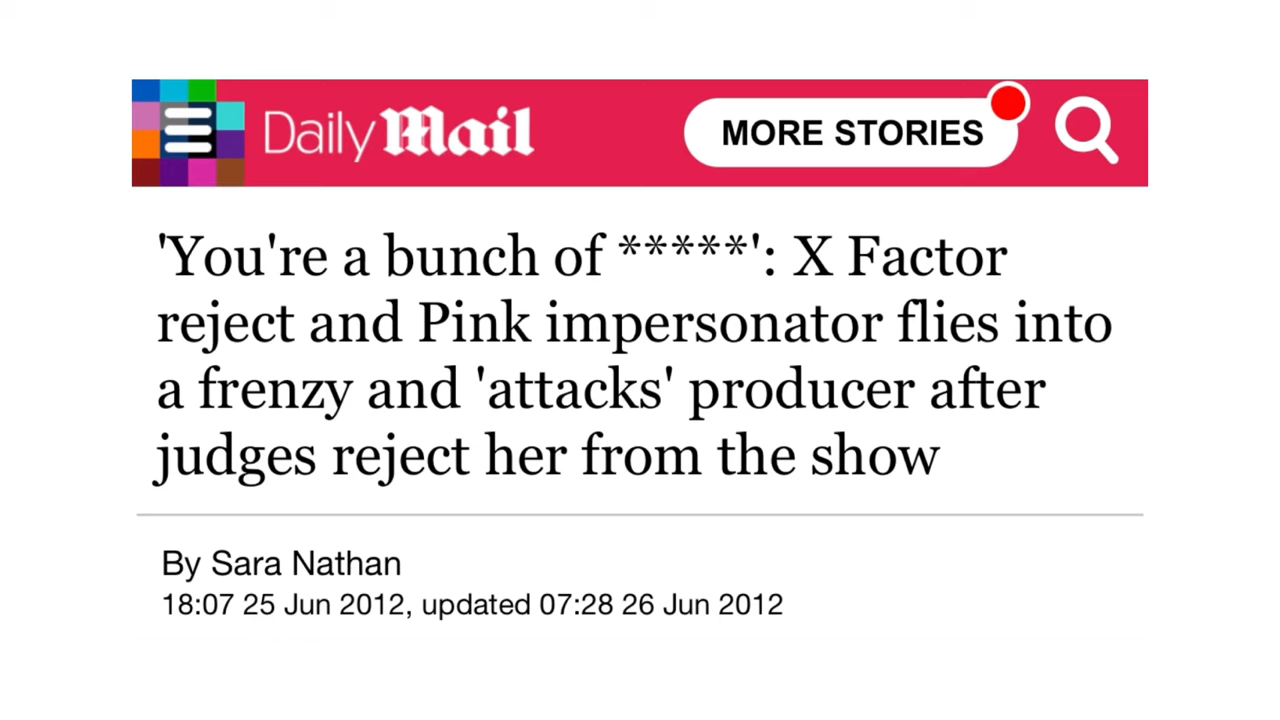 Daily Mail MORE STORIES
'You're a bunch of *****': X Factor
reject and Pink impersonator flies into
a frenzy and 'attacks' producer after
judges reject her from the show
By Sara Nathan
18:07 25 Jun 2012, updated 07:28 26 Jun 2012